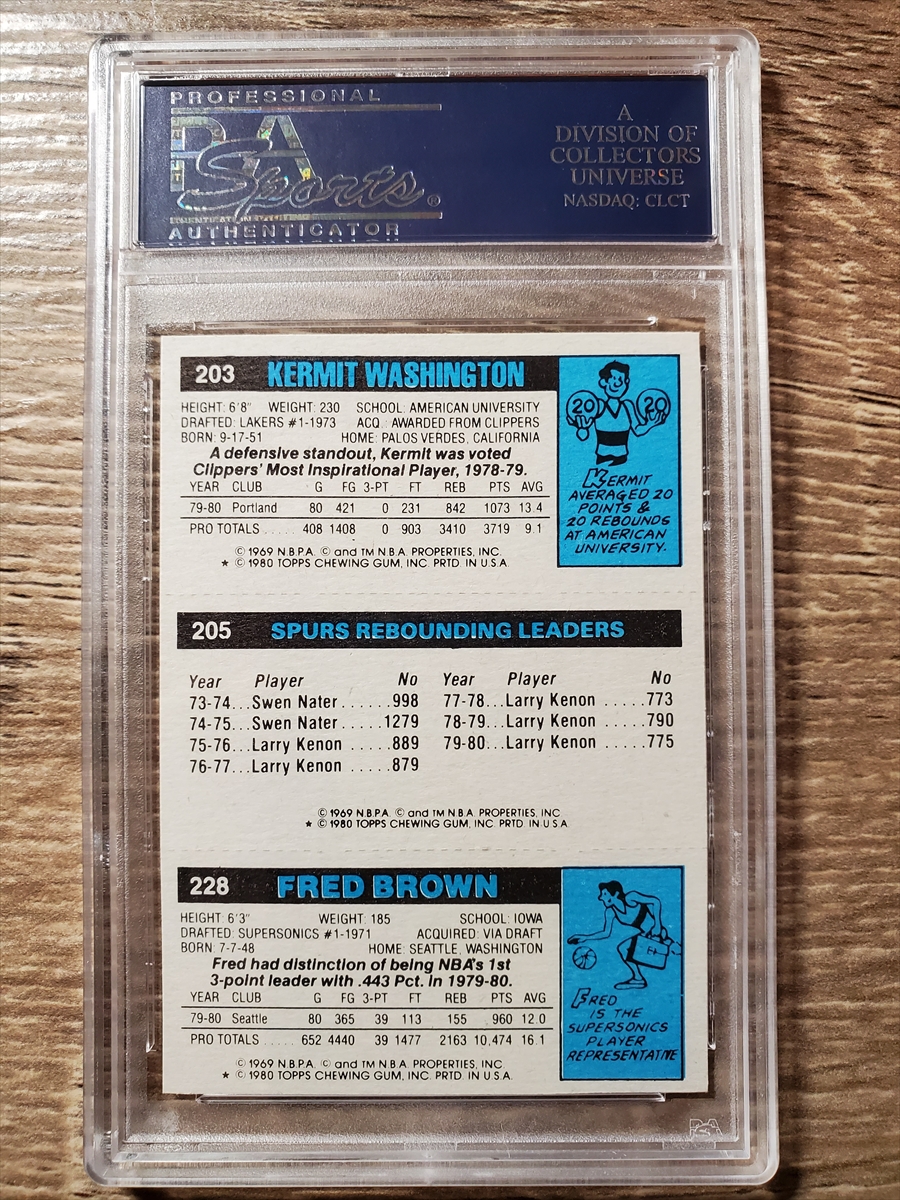 PROFESSIONAL
PSA
Sports®
AUTHENTICATOR
A
DIVISION OF
COLLECTORS
UNIVERSE
NASDAQ: CLCT
203 KERMIT WASHINGTON
HEIGHT: 6'8" WEIGHT: 230 SCHOOL: AMERICAN UNIVERSITY
DRAFTED: LAKERS #1-1973 ACQ.: AWARDED FROM CLIPPERS
BORN: 9-17-51 HOME: PALOS VERDES, CALIFORNIA
A defensive standout, Kermit was voted
Clippers' Most Inspirational Player, 1978-79.
YEAR CLUB G FG 3-PT FT REB PTS AVG
79-80 Portland 80 421 0 231 842 1073 13.4
PRO TOTALS ..... 408 1408 0 903 3410 3719 9.1
© 1969 N.B.P.A. © and TM N.B.A. PROPERTIES, INC.
★ © 1980 TOPPS CHEWING GUM, INC. PRTD. IN U.S.A.
20 20
KERMIT
AVERAGED 20
POINTS &
20 REBOUNDS
AT AMERICAN
UNIVERSITY.
205 SPURS REBOUNDING LEADERS
Year Player No Year Player No
73-74...Swen Nater ......998 77-78...Larry Kenon .....773
74-75...Swen Nater .....1279 78-79...Larry Kenon .....790
75-76...Larry Kenon .....889 79-80...Larry Kenon .....775
76-77...Larry Kenon .....879
© 1969 N.B.P.A. © and TM N.B.A. PROPERTIES, INC.
★ © 1980 TOPPS CHEWING GUM, INC. PRTD. IN U.S.A.
228 FRED BROWN
HEIGHT: 6'3" WEIGHT: 185 SCHOOL: IOWA
DRAFTED: SUPERSONICS #1-1971 ACQUIRED: VIA DRAFT
BORN: 7-7-48 HOME: SEATTLE, WASHINGTON
Fred had distinction of being NBA's 1st
3-point leader with .443 Pct. in 1979-80.
YEAR CLUB G FG 3-PT FT REB PTS AVG
79-80 Seattle 80 365 39 113 155 960 12.0
PRO TOTALS ..... 652 4440 39 1477 2163 10,474 16.1
© 1969 N.B.P.A. © and TM N.B.A. PROPERTIES, INC.
★ © 1980 TOPPS CHEWING GUM, INC. PRTD. IN U.S.A.
FRED
IS THE
SUPERSONICS
PLAYER
REPRESENTATIVE
PSA